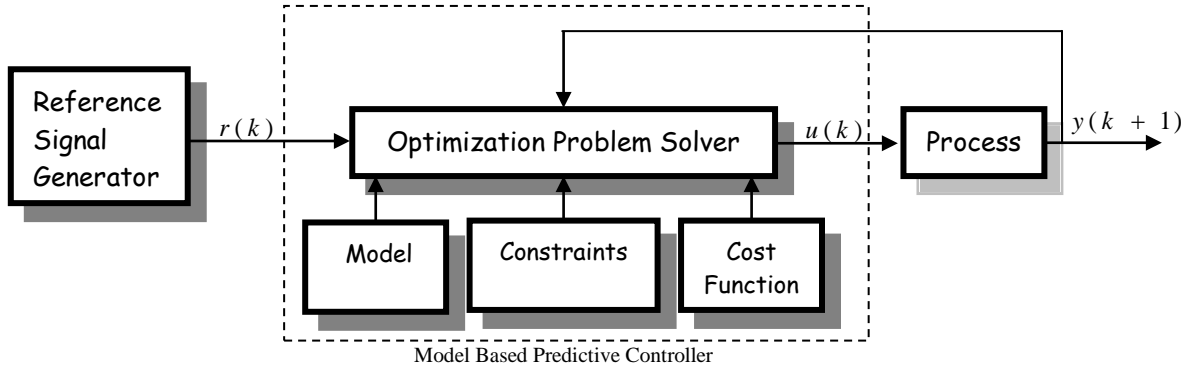 Reference
Signal
Generator
r(k)
Optimization Problem Solver
u(k)
Process
y(k + 1)
Model
Constraints
Cost
Function
Model Based Predictive Controller